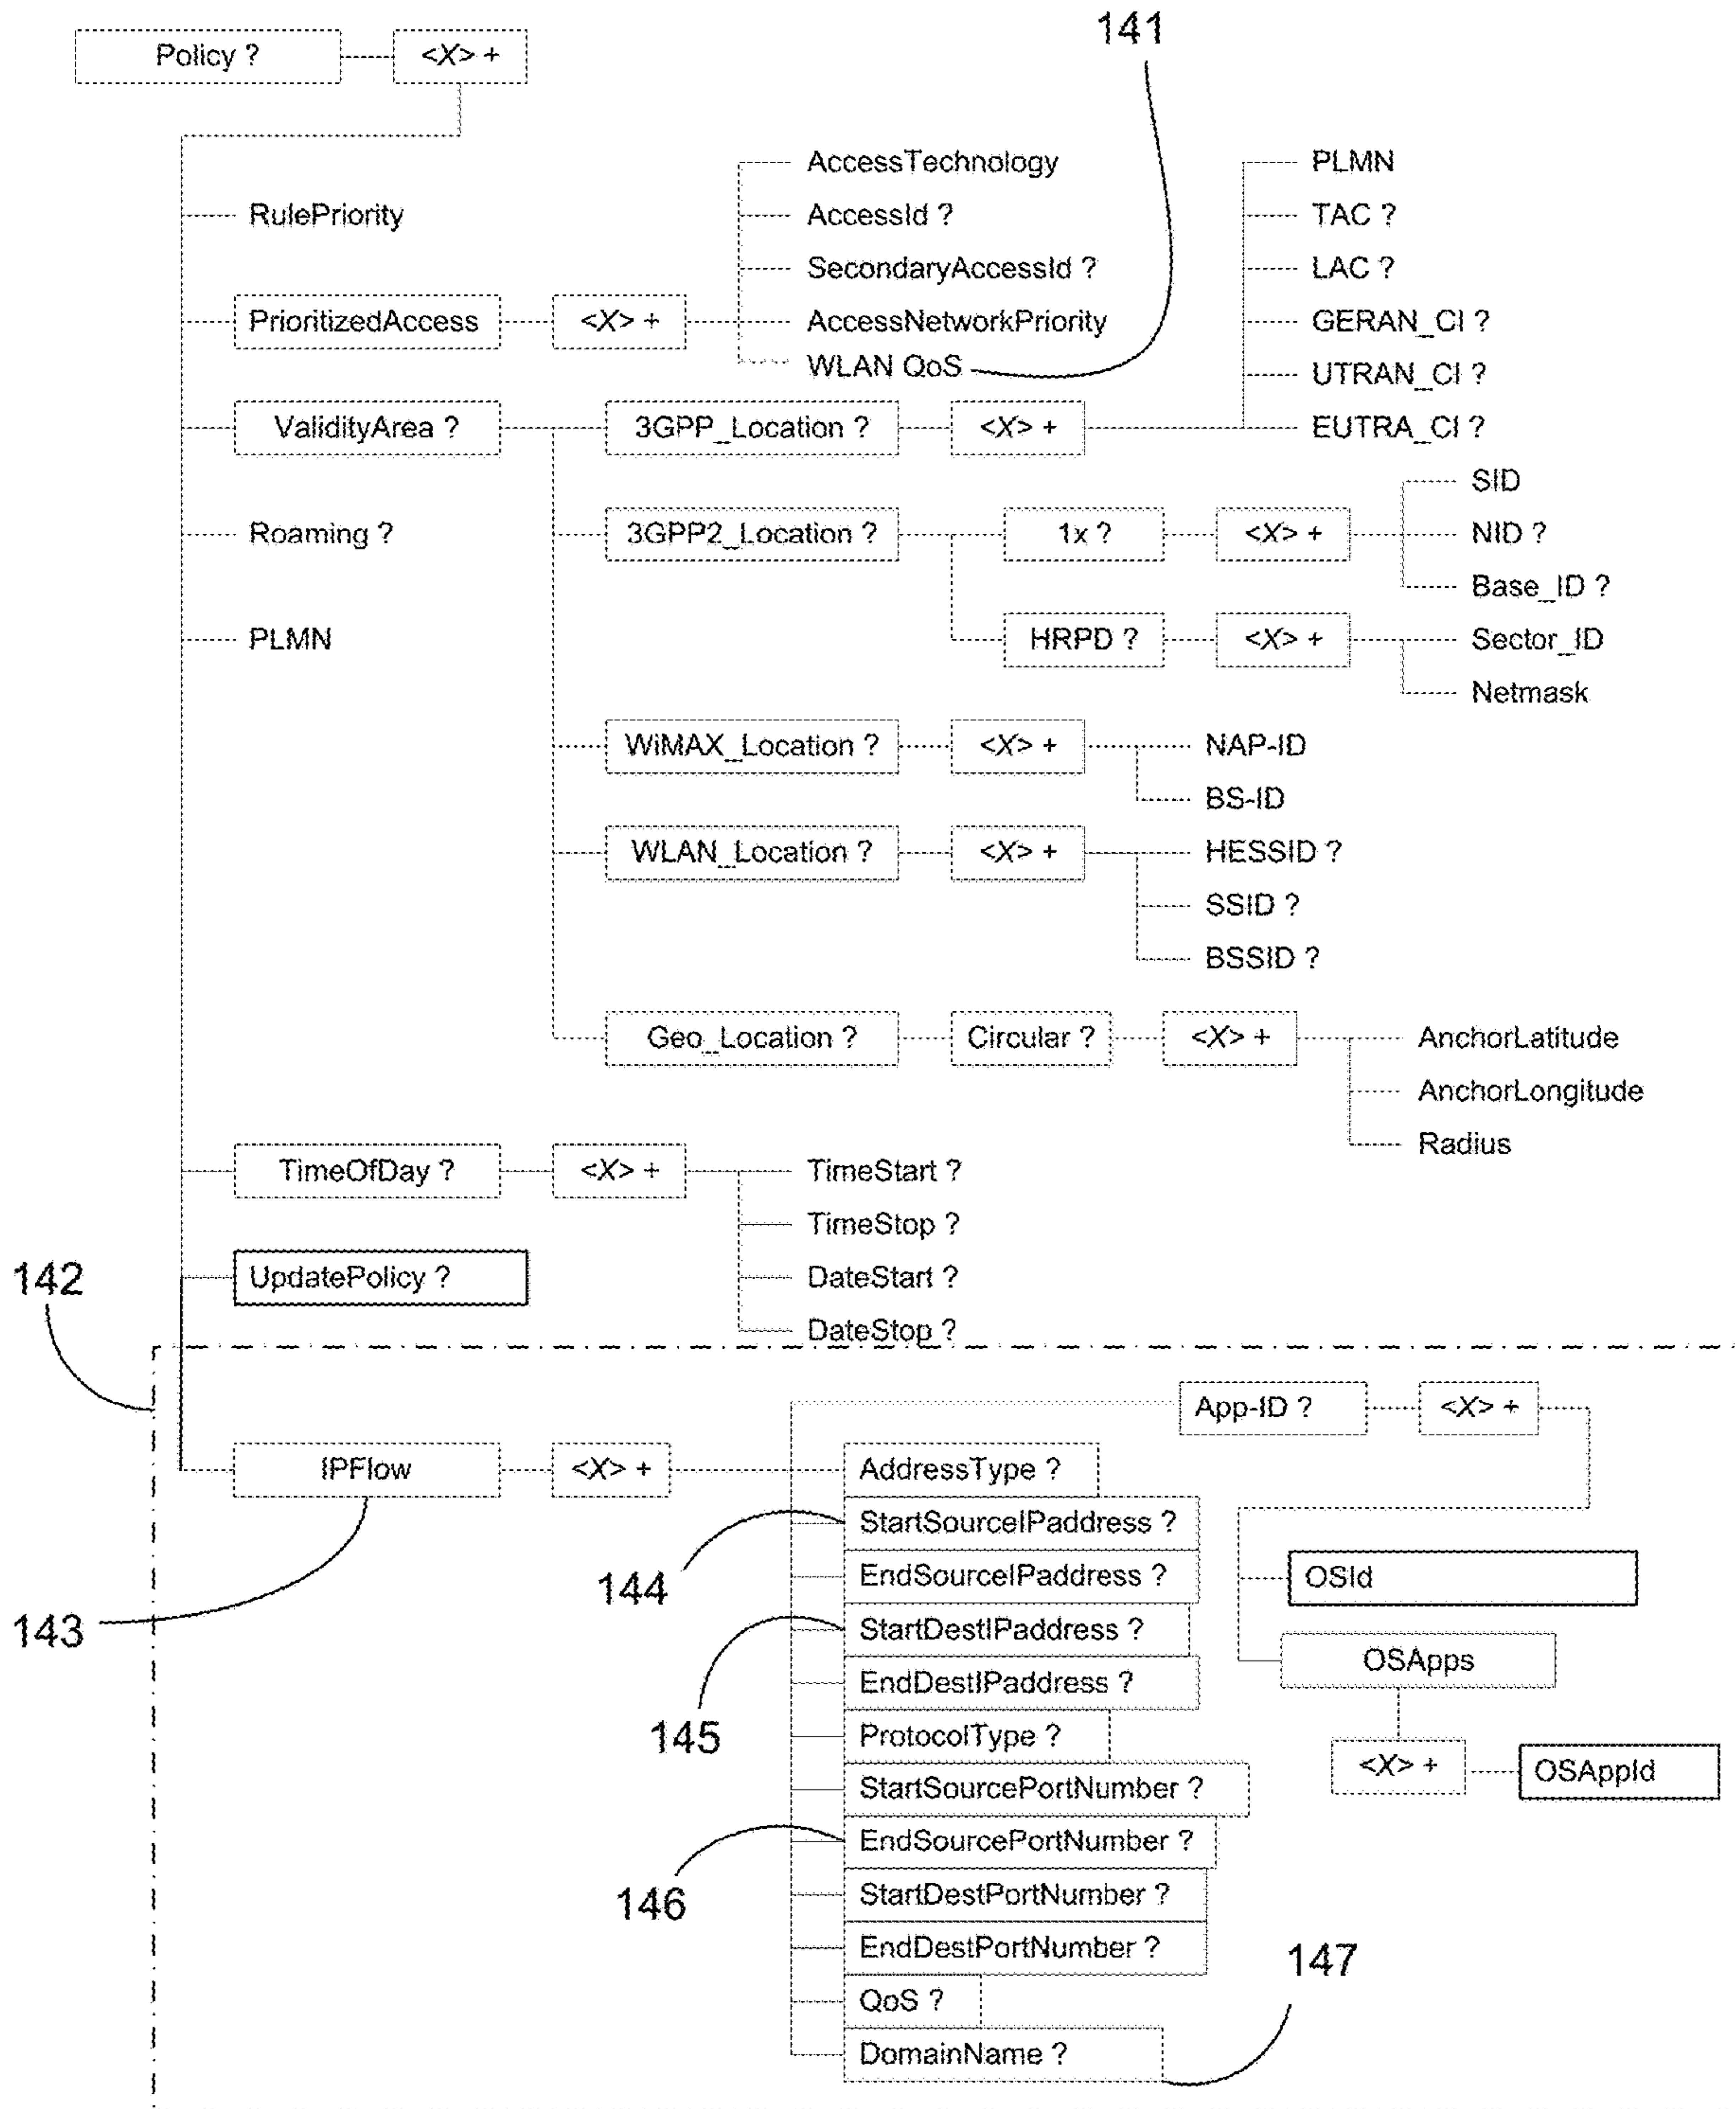 141
Policy ?
<X> +
AccessTechnology
PLMN
RulePriority
AccessId ?
TAC ?
SecondaryAccessId ?
LAC ?
PrioritizedAccess
<X> +
AccessNetworkPriority
GERAN_CI ?
WLAN QoS
UTRAN_CI ?
ValidityArea ?
3GPP_Location ?
<X> +
EUTRA_CI ?
SID
Roaming ?
3GPP2_Location ?
1x ?
<X> +
NID ?
Base_ID ?
PLMN
HRPD ?
<X> +
Sector_ID
Netmask
WiMAX_Location ?
<X> +
NAP-ID
BS-ID
WLAN_Location ?
<X> +
HESSID ?
SSID ?
BSSID ?
Geo_Location ?
Circular ?
<X> +
AnchorLatitude
AnchorLongitude
Radius
TimeOfDay ?
<X> +
TimeStart ?
TimeStop ?
142
UpdatePolicy ?
DateStart ?
DateStop ?
App-ID ?
<X> +
IPFlow
<X> +
AddressType ?
StartSourceIPaddress ?
144
EndSourceIPaddress ?
OSId
143
StartDestIPaddress ?
OSApps
EndDestIPaddress ?
145
ProtocolType ?
<X> +
OSAppId
StartSourcePortNumber ?
EndSourcePortNumber ?
146
StartDestPortNumber ?
EndDestPortNumber ?
147
QoS ?
DomainName ?